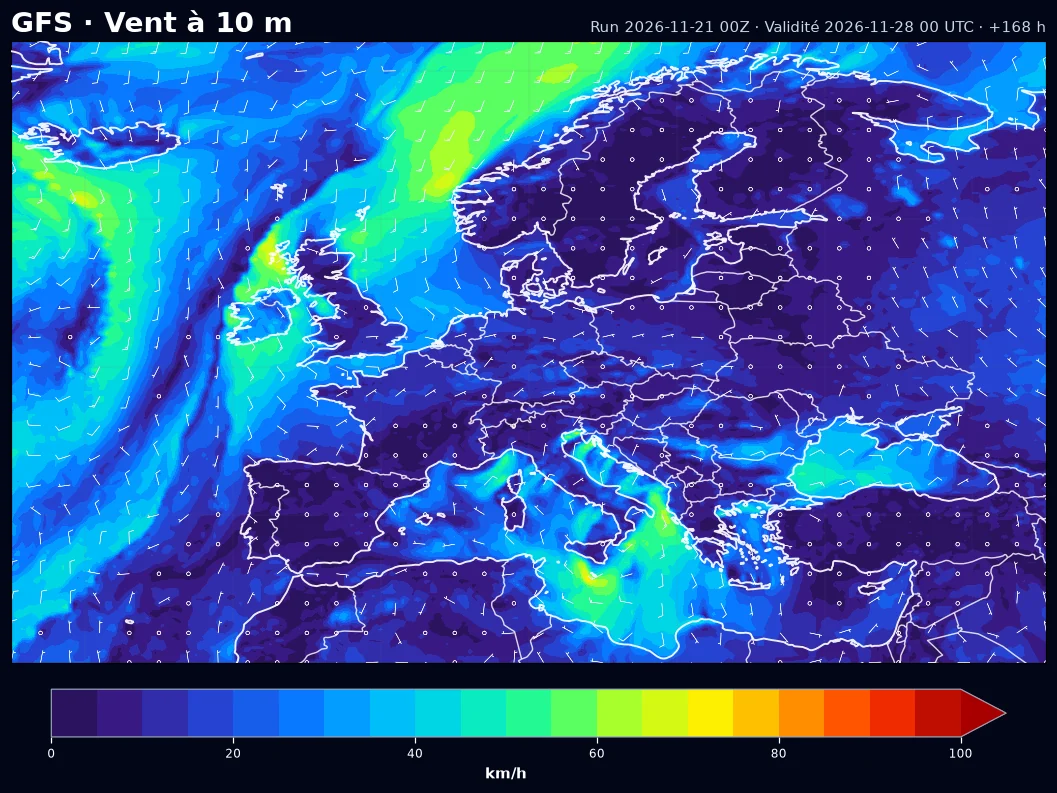 GFS · Vent à 10 m
Run 2026-11-21 00Z · Validité 2026-11-28 00 UTC · +168 h
0 20 40 60 80 100
km/h